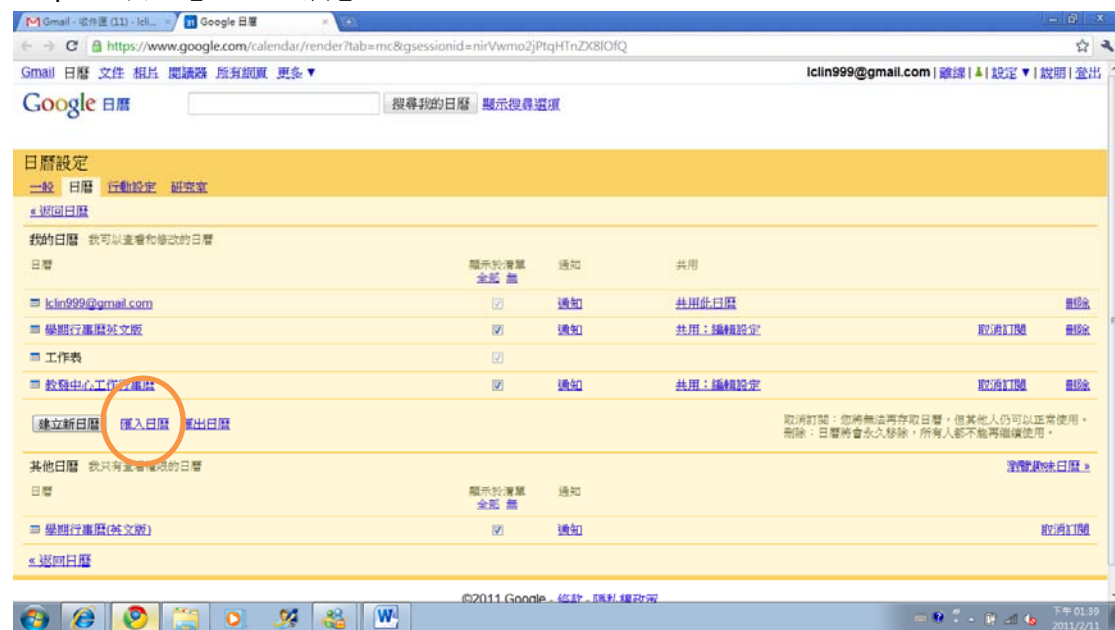 Gmail - 收件匣 (11) - lcli... × Google 日曆 ×
https://www.google.com/calendar/render?tab=mc&gsessionid=nirVwmo2jPtqHTnZX8IOfQ
Gmail 日曆 文件 相片 閱讀器 所有網頁 更多▼ lclin999@gmail.com | 離線 | 設定 ▼ | 說明 | 登出
Google 日曆 搜尋我的日曆 顯示搜尋選項
日曆設定
一般 日曆 行動設定 研究室
« 返回日曆
我的日曆 我可以查看和修改的日曆
日曆 顯示於清單 通知 共用
全部 無
lclin999@gmail.com 通知 共用此日曆 刪除
學期行事曆英文版 通知 共用：編輯設定 取消訂閱 刪除
工作表
教發中心工作行事曆 通知 共用：編輯設定 取消訂閱 刪除
建立新日曆 匯入日曆 匯出日曆
取消訂閱：您將無法再存取日曆，但其他人仍可以正常使用。
刪除：日曆將會永久移除，所有人都不能再繼續使用。
其他日曆 我只有查看權限的日曆 瀏覽趣味日曆 »
日曆 顯示於清單 通知
全部 無
學期行事曆(英文版) 通知 取消訂閱
« 返回日曆
©2011 Google - 條款 - 隱私權政策
下午 01:39
2011/2/11